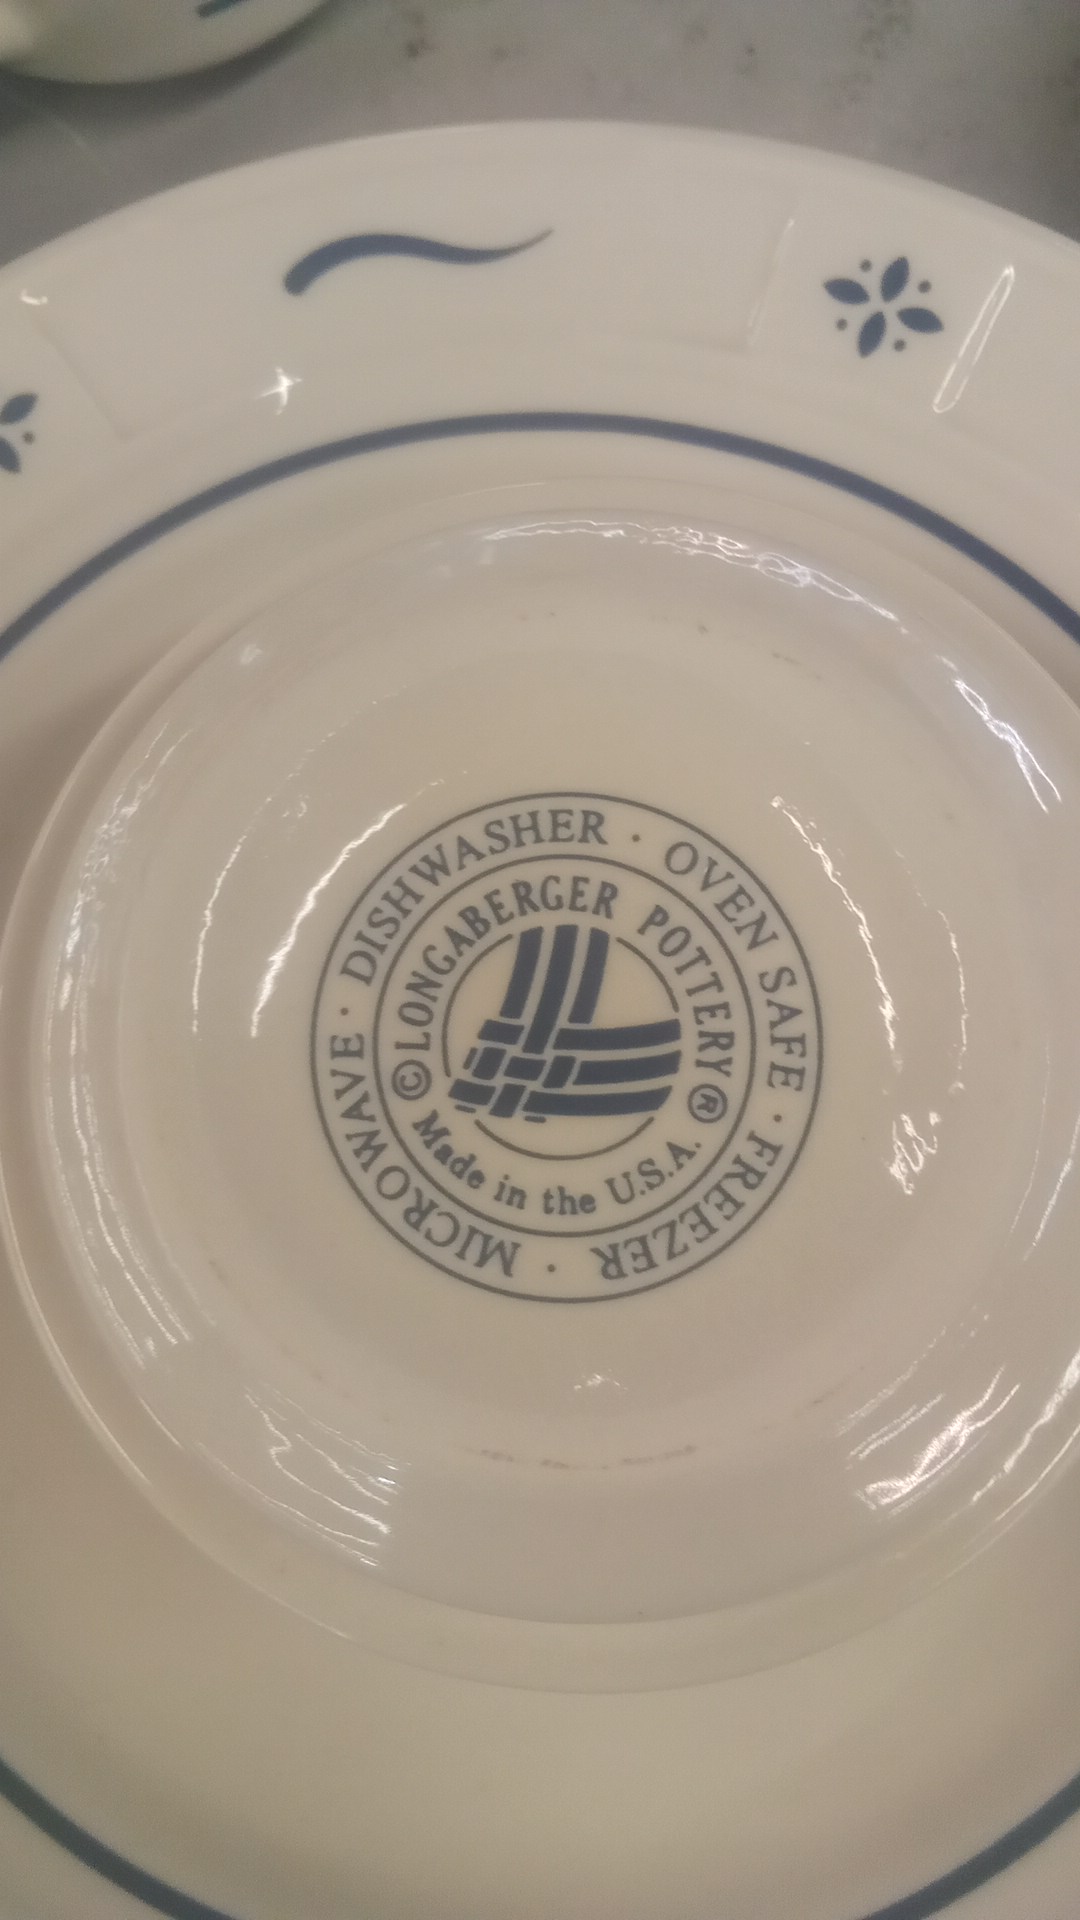 MICROWAVE · DISHWASHER · OVEN SAFE · FREEZER ·
© LONGABERGER POTTERY ®
Made in the U.S.A.